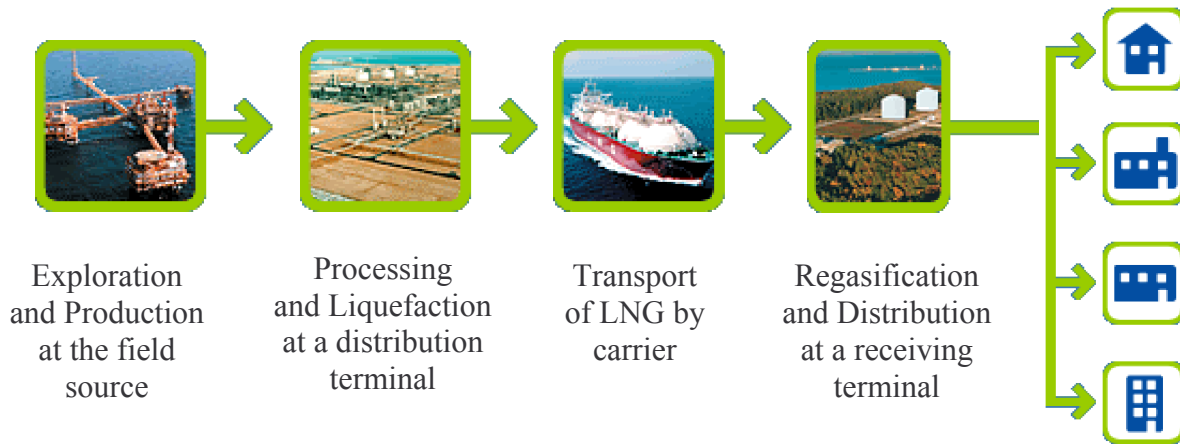 Exploration
and Production
at the field
source
Processing
and Liquefaction
at a distribution
terminal
Transport
of LNG by
carrier
Regasification
and Distribution
at a receiving
terminal